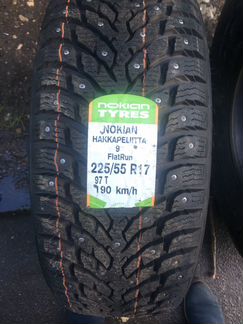 nokian
TYRES
NOKIAN
HAKKAPELIITTA
9
FlatRun
225/55 R17
97 T
190 km/h